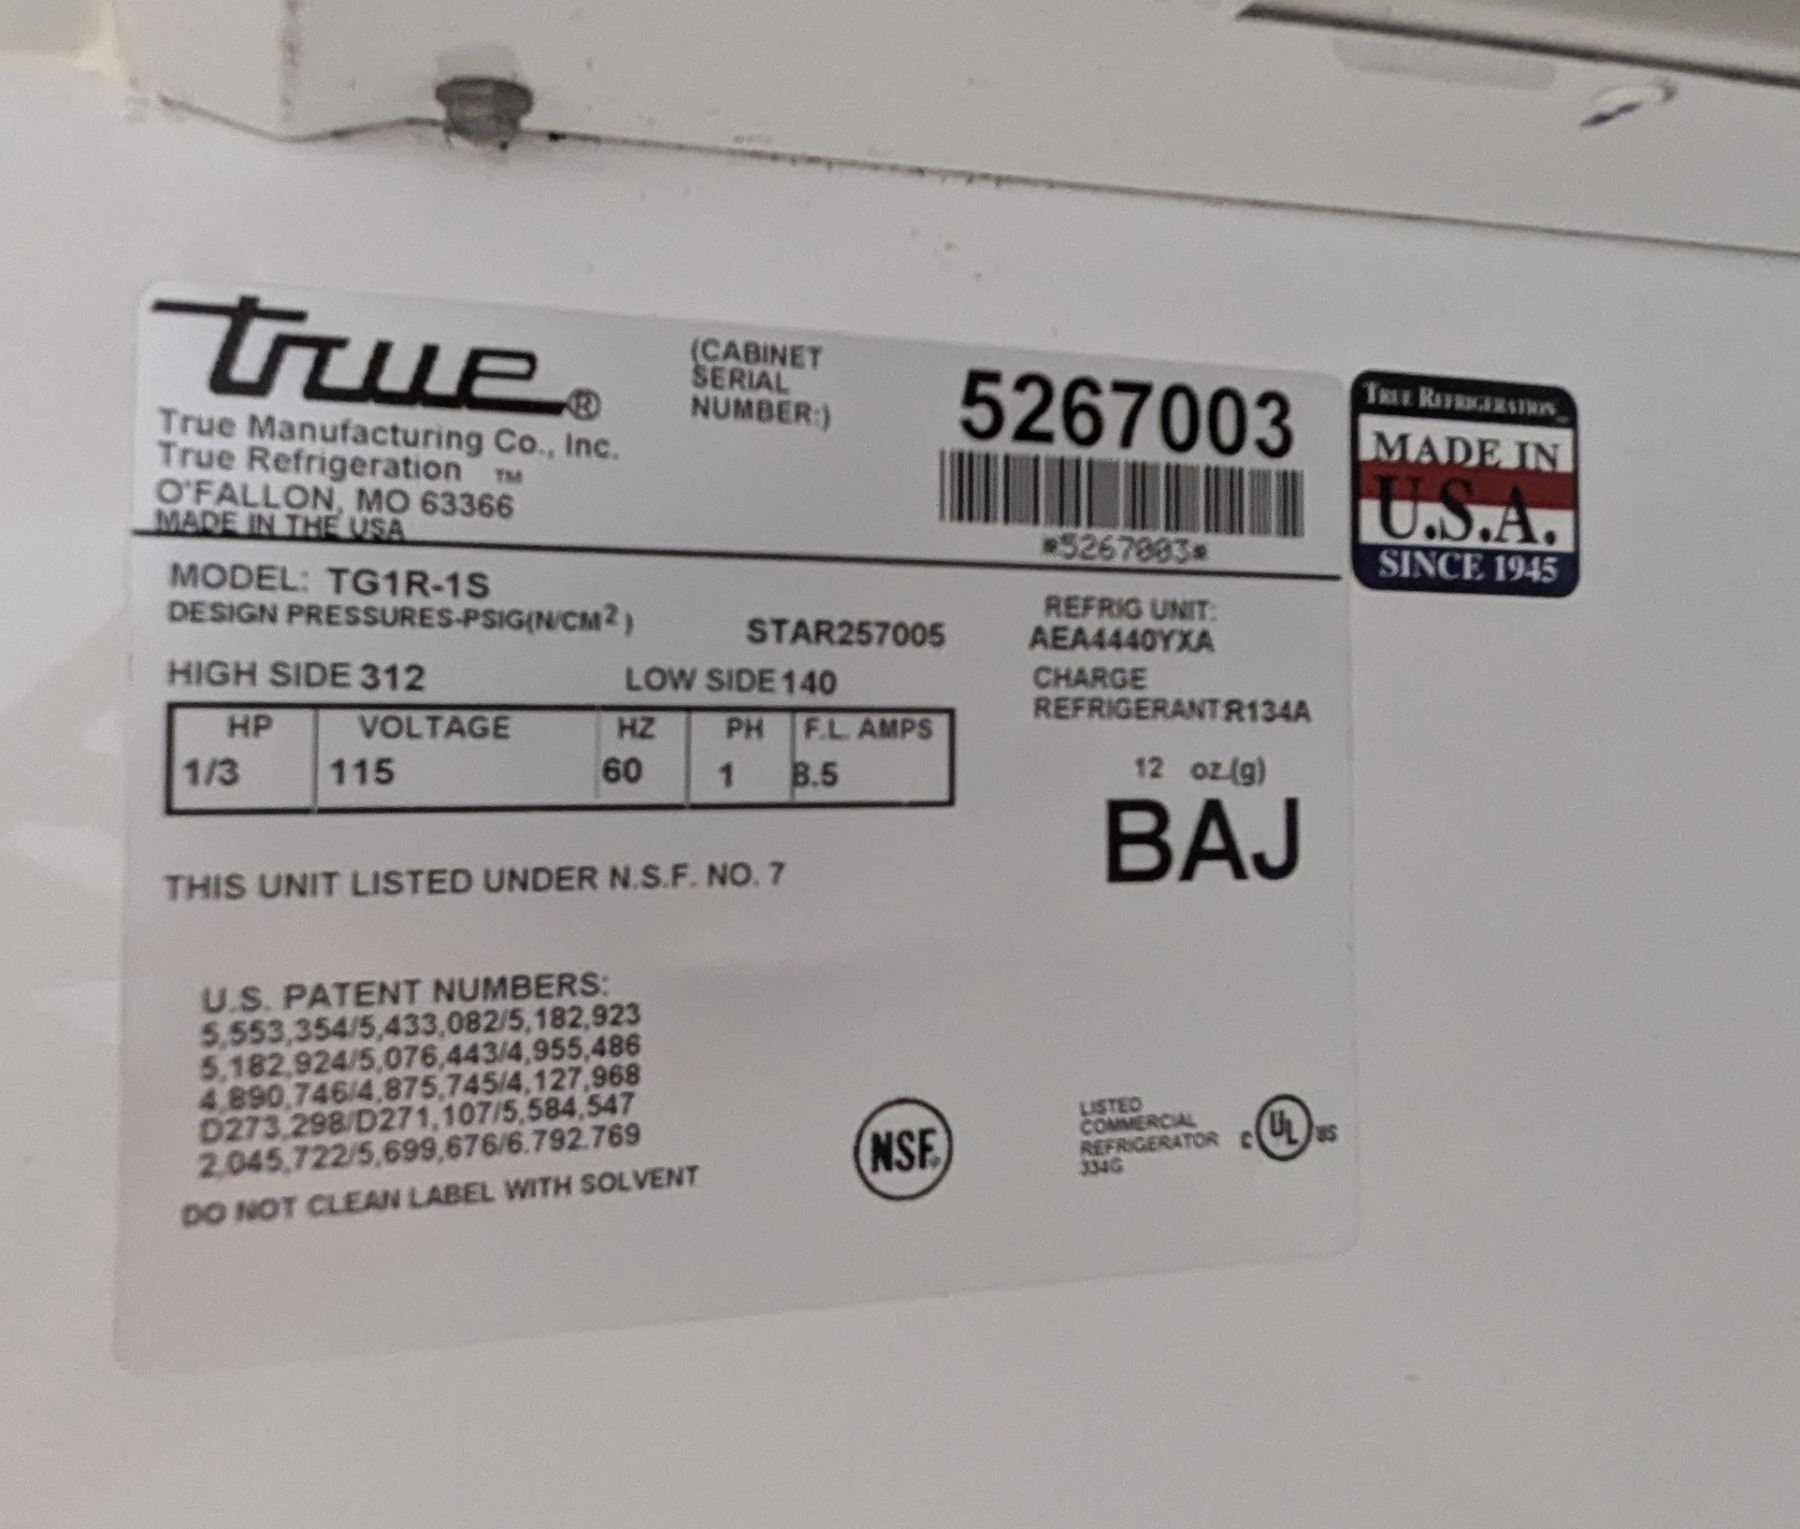 true®
True Manufacturing Co., Inc.
True Refrigeration ™
O'FALLON, MO 63366
MADE IN THE USA
(CABINET
SERIAL
NUMBER:)
5267003
*5267003*
TRUE REFRIGERATION
MADE IN
U.S.A.
SINCE 1945
MODEL: TG1R-1S
DESIGN PRESSURES-PSIG(N/CM²)
STAR257005
HIGH SIDE 312 LOW SIDE 140
REFRIG UNIT:
AEA4440YXA
CHARGE
REFRIGERANT:R134A
12 oz.(g)
BAJ
HP VOLTAGE HZ PH F.L. AMPS
1/3 115 60 1 8.5
THIS UNIT LISTED UNDER N.S.F. NO. 7
U.S. PATENT NUMBERS:
5,553,354/5,433,082/5,182,923
5,182,924/5,076,443/4,955,486
4,890,746/4,875,745/4,127,968
D273,298/D271,107/5,584,547
2,045,722/5,699,676/6.792.769
DO NOT CLEAN LABEL WITH SOLVENT
NSF
LISTED
COMMERCIAL
REFRIGERATOR
334G
C UL US